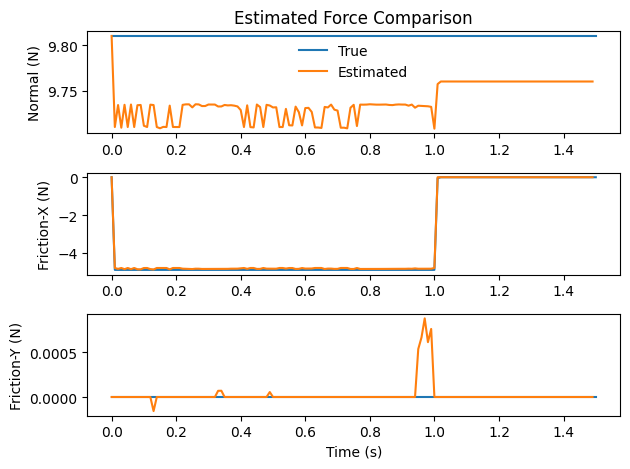 Estimated Force Comparison
Normal (N)
9.80
9.75
True
Estimated
0.0 0.2 0.4 0.6 0.8 1.0 1.2 1.4
Friction-X (N)
0
−2
−4
0.0 0.2 0.4 0.6 0.8 1.0 1.2 1.4
Friction-Y (N)
0.0005
0.0000
0.0 0.2 0.4 0.6 0.8 1.0 1.2 1.4
Time (s)